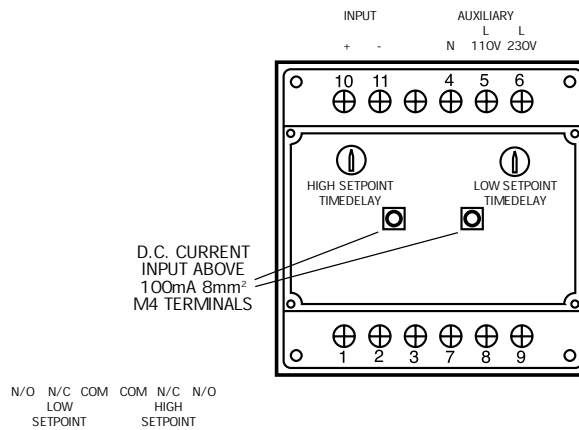 INPUT AUXILIARY
L L
+ - N 110V 230V
10 11 4 5 6
HIGH SETPOINT
TIMEDELAY
LOW SETPOINT
TIMEDELAY
D.C. CURRENT
INPUT ABOVE
100mA 8mm²
M4 TERMINALS
1 2 3 7 8 9
N/O N/C COM COM N/C N/O
LOW HIGH
SETPOINT SETPOINT